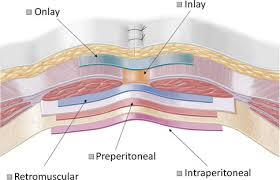 Onlay
Inlay
Preperitoneal
Retromuscular
Intraperitoneal